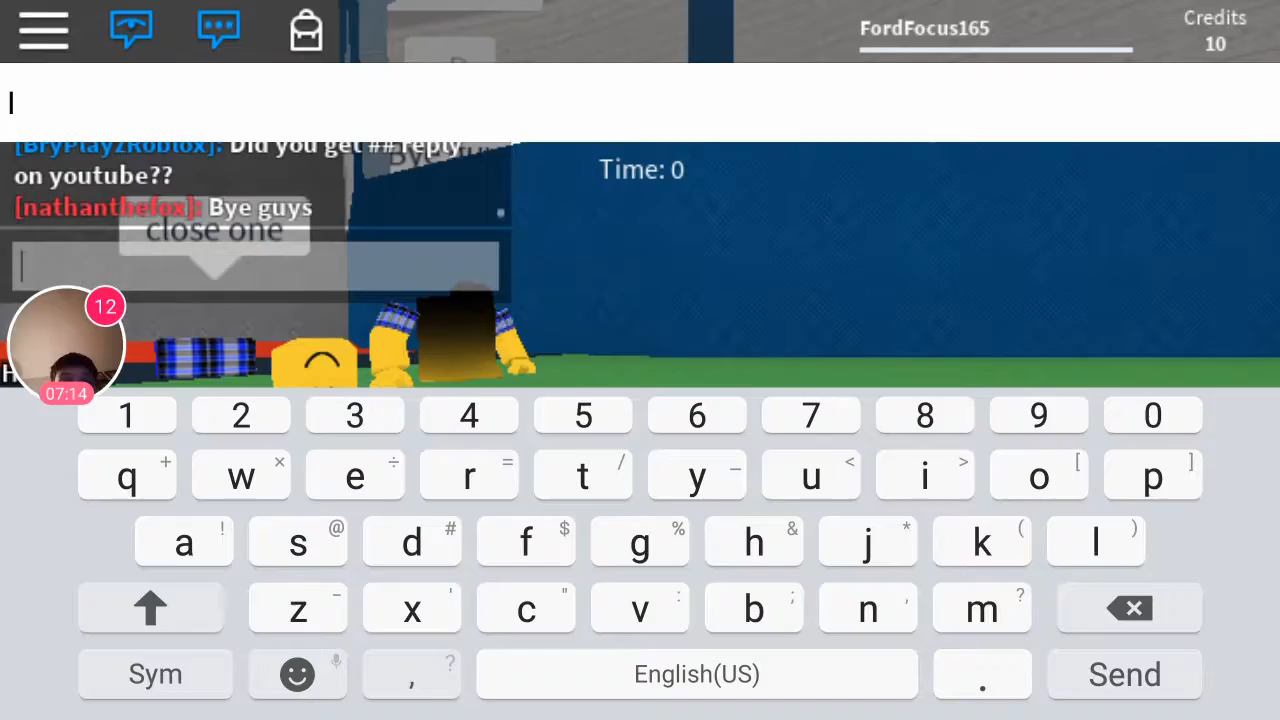 FordFocus165
Credits
10
[BryPlayzRoblox]: Did you get ## reply
on youtube??
[nathanthefox]: Bye guys
close one
Time: 0
12
07:14
H
1 2 3 4 5 6 7 8 9 0
q + w × e ÷ r = t / y _ u < i > o [ p ]
a ! s @ d # f $ g % h & j * k ( l )
z - x ' c " v : b ; n , m ?
Sym , ? English(US) . Send